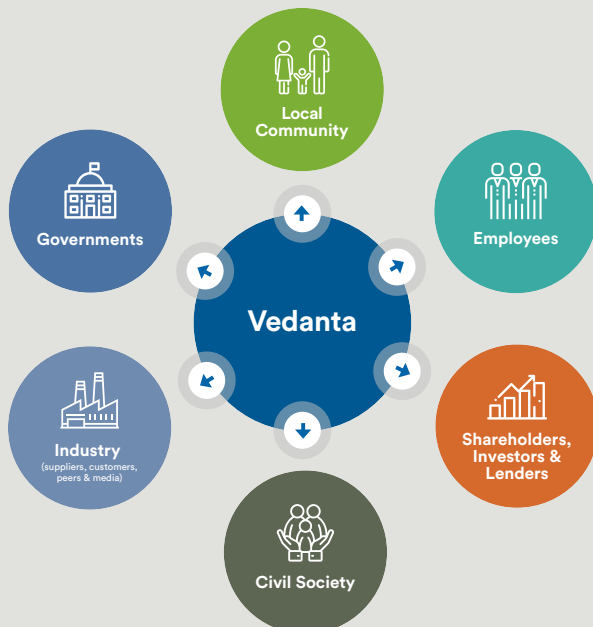 Local
Community
Governments
Employees
Vedanta
Industry
(suppliers, customers,
peers & media)
Shareholders,
Investors &
Lenders
Civil Society